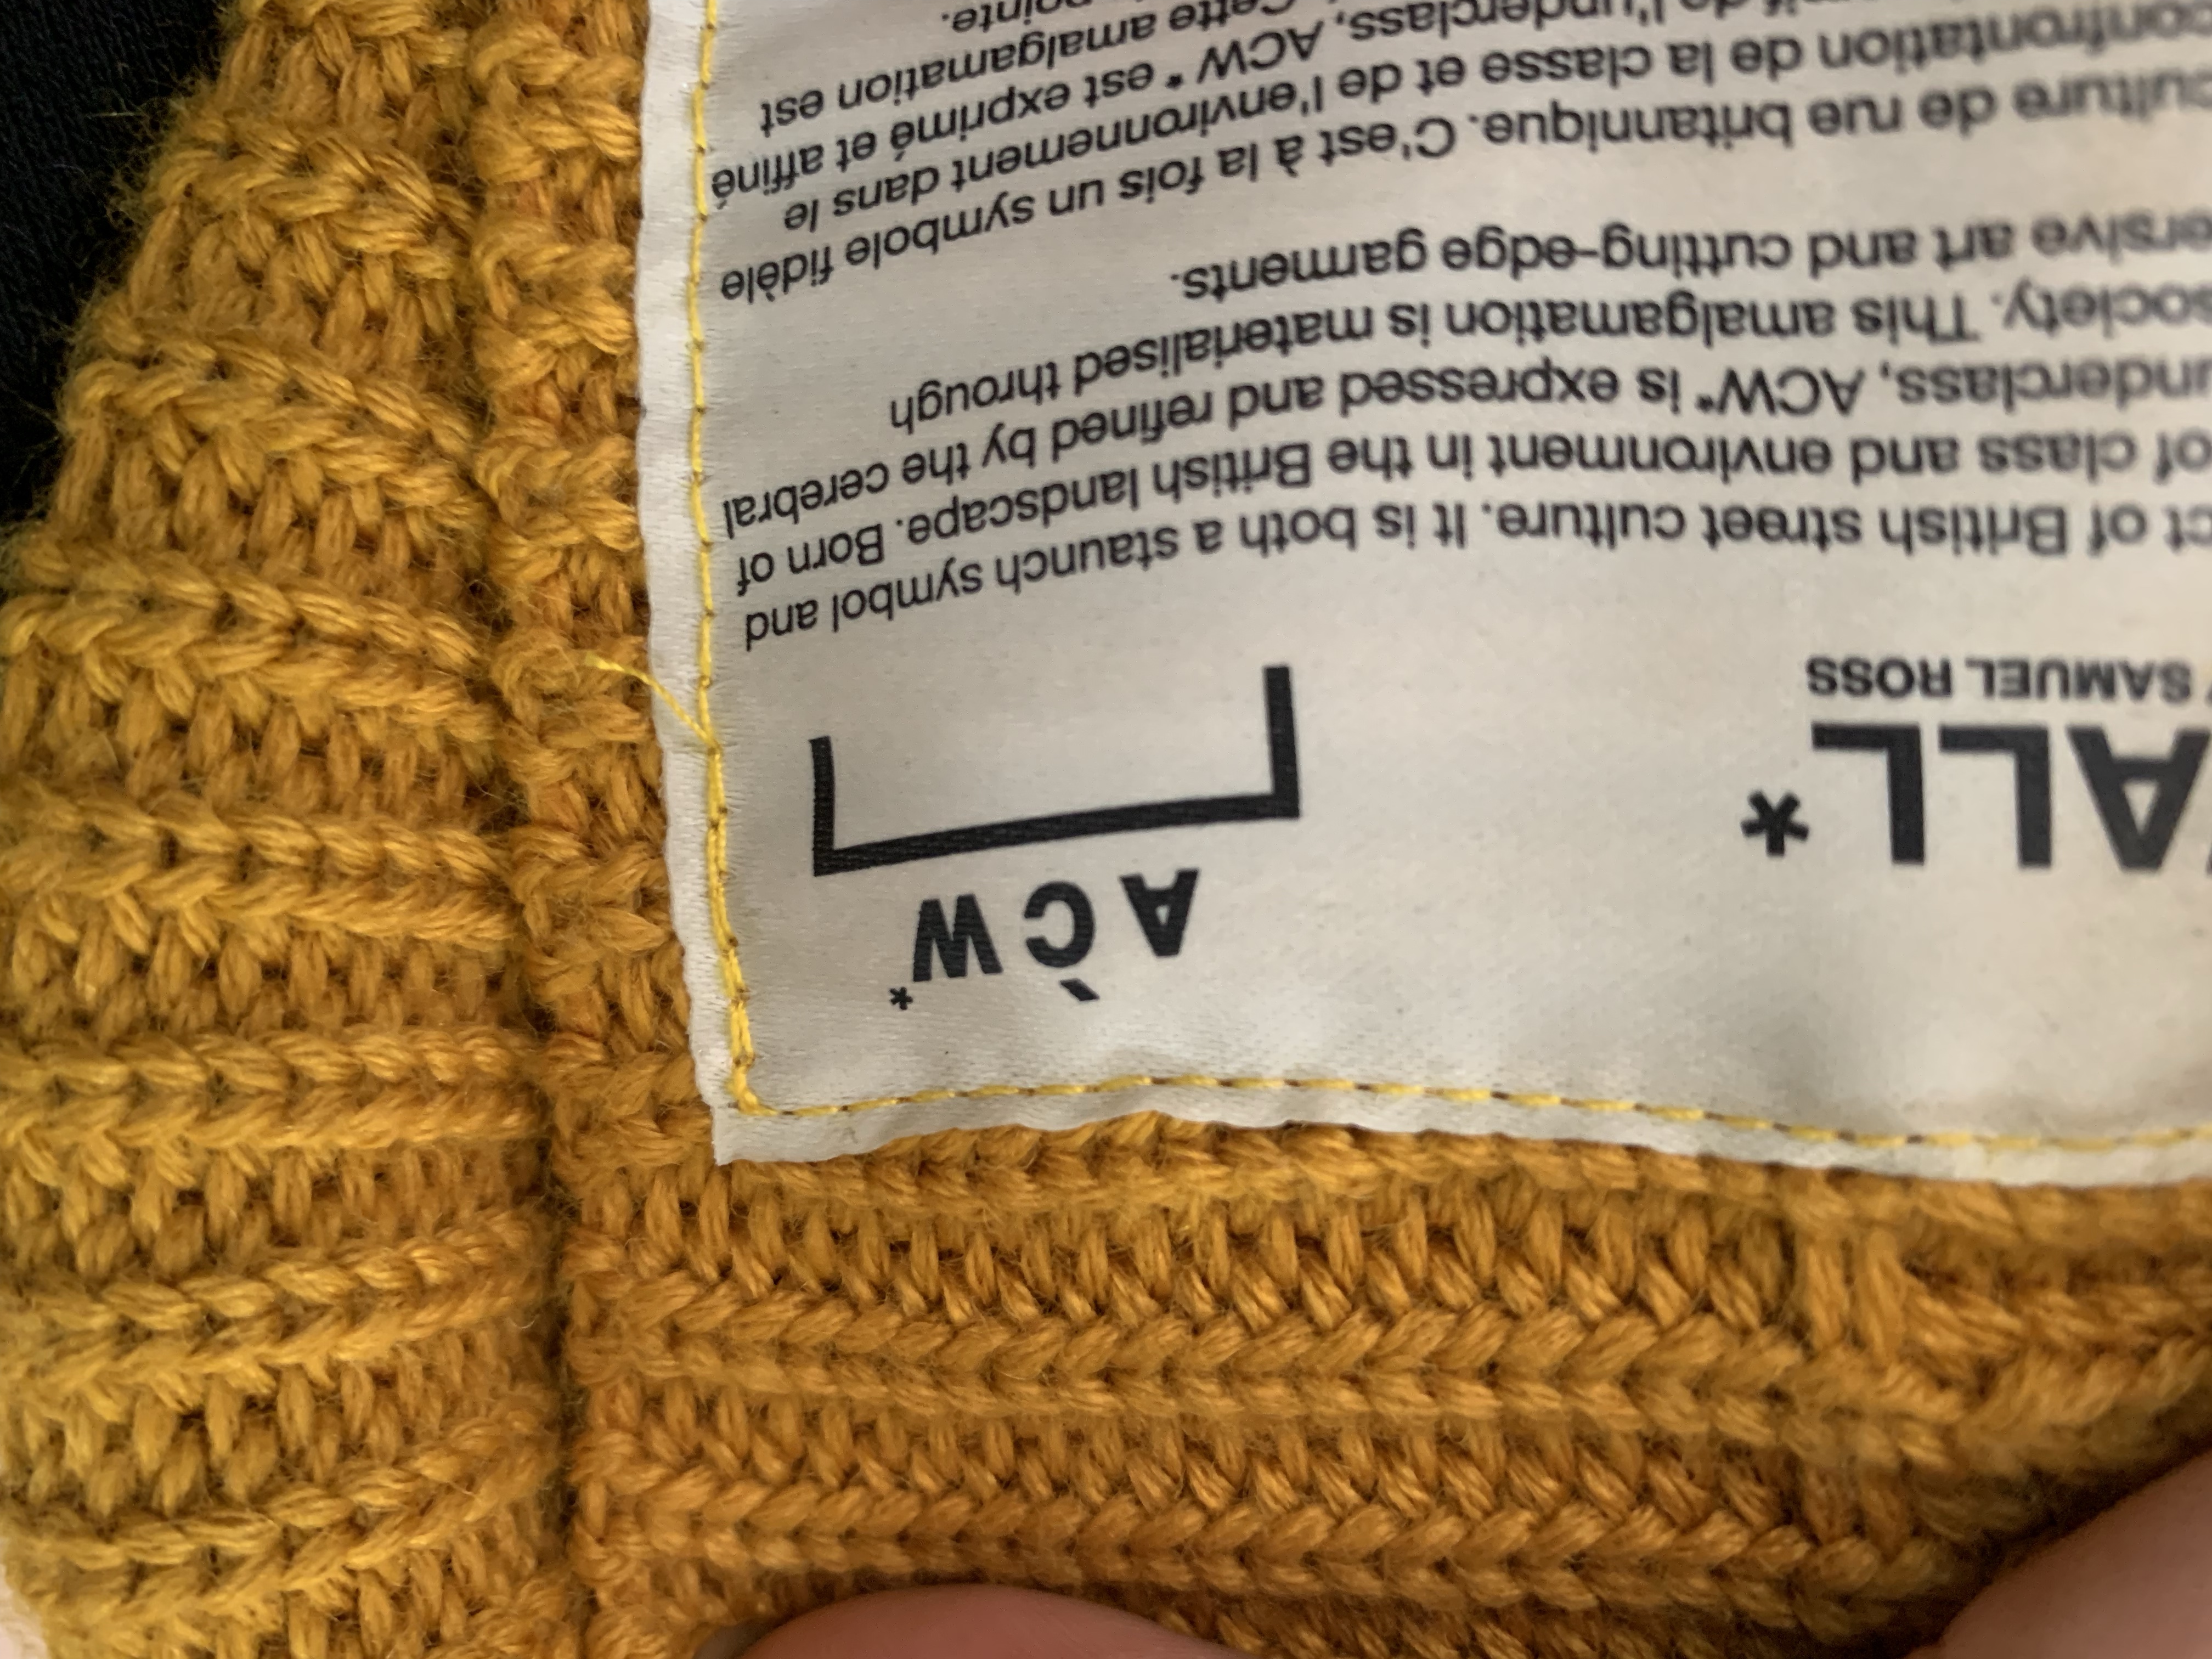 ALL*
SAMUEL ROSS
A C̀ W*
ct of British street culture. It is both a staunch symbol and
of class and environment in the British landscape. Born of
underclass, ACW* is expressed and refined by the cerebral
society. This amalgamation is materialised through
ersive art and cutting-edge garments.
culture de rue britannique. C'est à la fois un symbole fidèle
confrontation de la classe et de l'environnement dans le
de l'underclass, ACW * est exprimé et affiné
Cette amalgamation est
pointe.